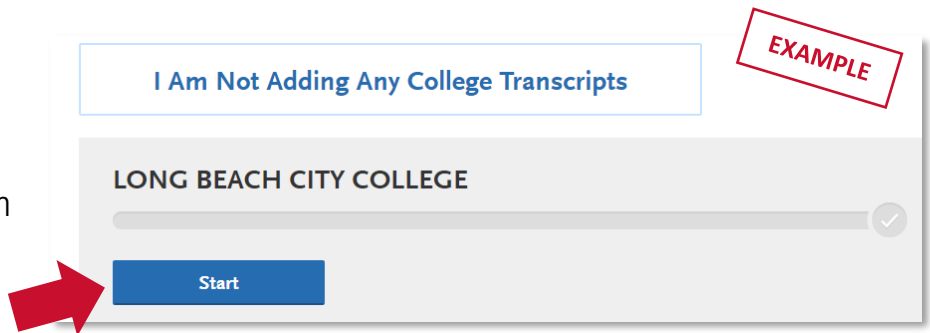 EXAMPLE
I Am Not Adding Any College Transcripts
LONG BEACH CITY COLLEGE
Start